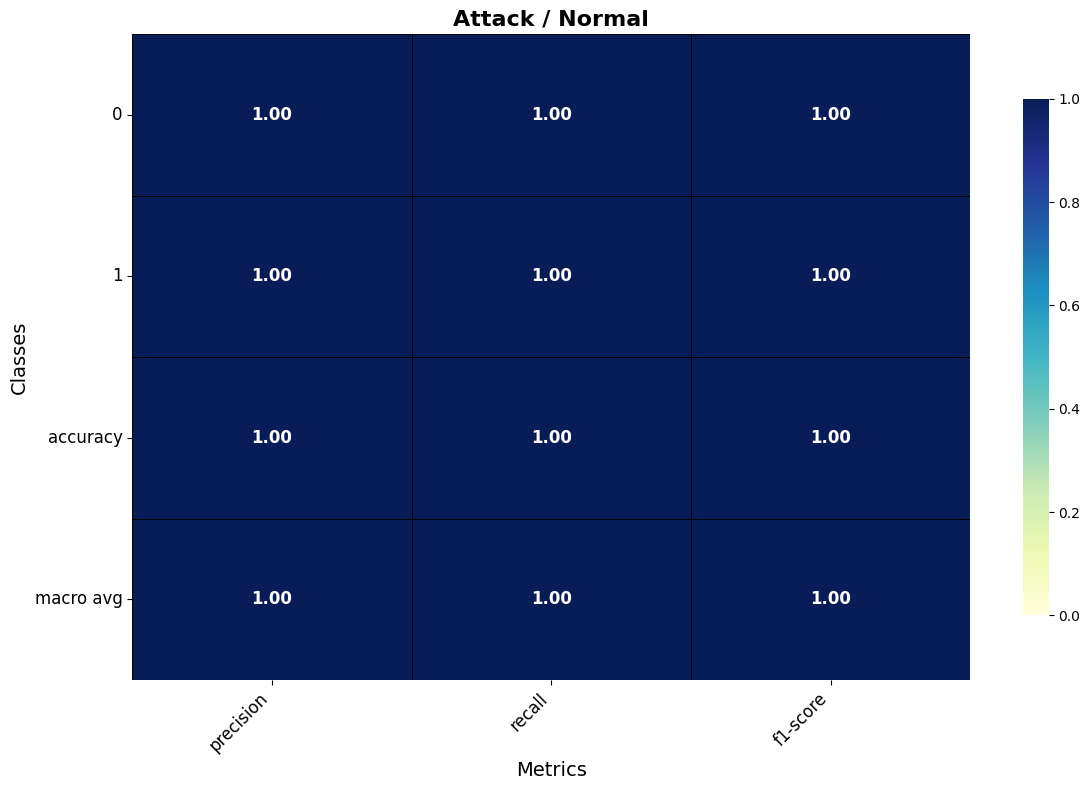 Attack / Normal
0 1.00 1.00 1.00
1 1.00 1.00 1.00
accuracy 1.00 1.00 1.00
macro avg 1.00 1.00 1.00
precision recall f1-score
Metrics
Classes
1.0
0.8
0.6
0.4
0.2
0.0